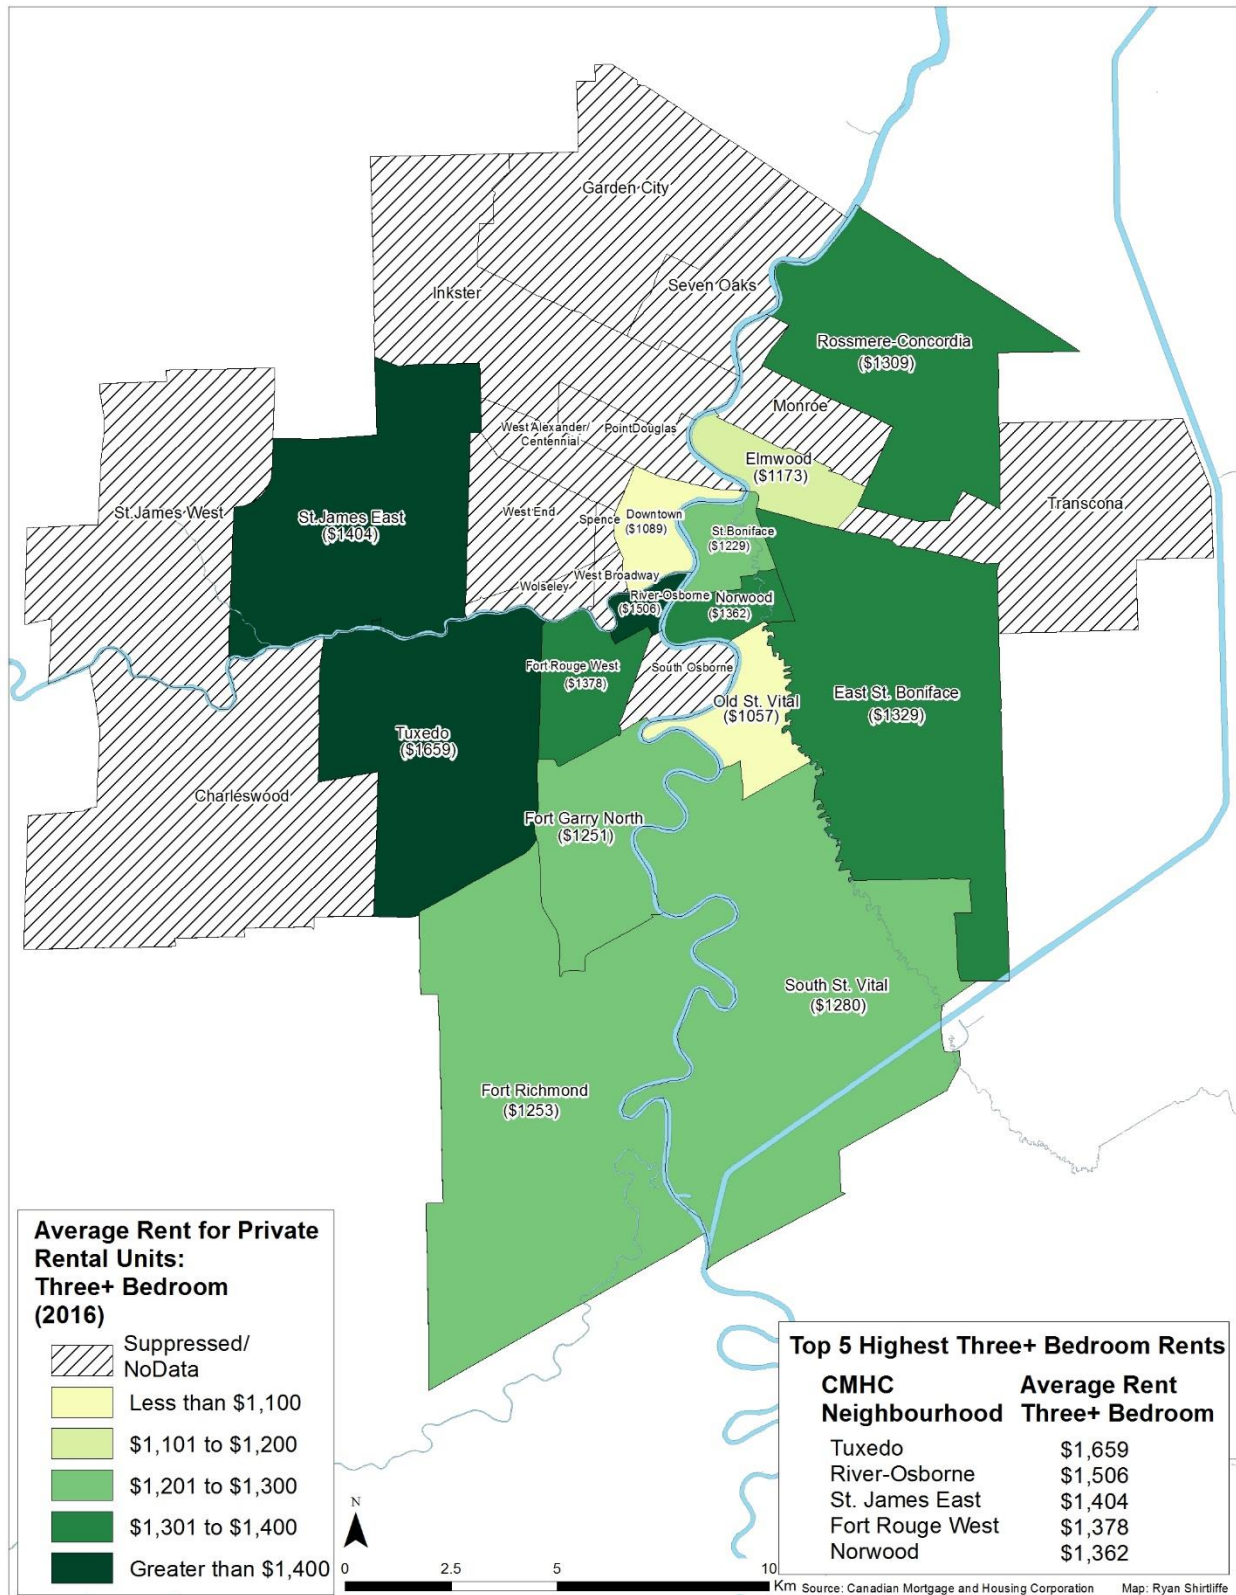 Garden City
Inkster
Seven Oaks
Rossmere-Concordia
($1309)
Monroe
West Alexander/
Centennial
PointDouglas
Elmwood
($1173)
Transcona
St.James West
St.James East
($1404)
West End
Spence
Downtown
($1089)
St.Boniface
($1229)
Wolseley
West Broadway
River-Osborne
($1506)
Norwood
($1362)
Fort Rouge West
($1378)
South Osborne
Old St. Vital
($1057)
East St. Boniface
($1329)
Tuxedo
($1659)
Charleswood
Fort Garry North
($1251)
South St. Vital
($1280)
Fort Richmond
($1253)
Average Rent for Private
Rental Units:
Three+ Bedroom
(2016)
Suppressed/
NoData
Less than $1,100
$1,101 to $1,200
$1,201 to $1,300
$1,301 to $1,400
Greater than $1,400
N
0 2.5 5 10
Km
Top 5 Highest Three+ Bedroom Rents
CMHC Average Rent
Neighbourhood Three+ Bedroom
Tuxedo $1,659
River-Osborne $1,506
St. James East $1,404
Fort Rouge West $1,378
Norwood $1,362
Source: Canadian Mortgage and Housing Corporation Map: Ryan Shirtliffe